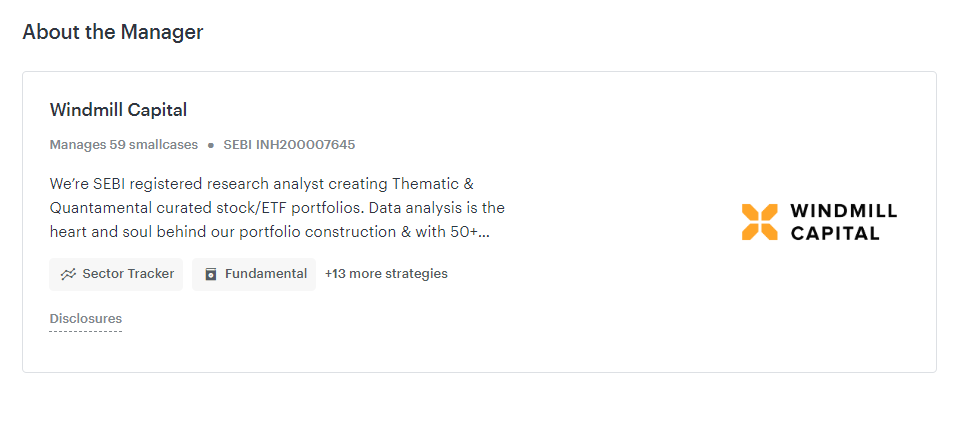 About the Manager
Windmill Capital
Manages 59 smallcases ● SEBI INH200007645
We’re SEBI registered research analyst creating Thematic &
Quantamental curated stock/ETF portfolios. Data analysis is the
heart and soul behind our portfolio construction & with 50+...
WINDMILL
CAPITAL
Sector Tracker Fundamental +13 more strategies
Disclosures